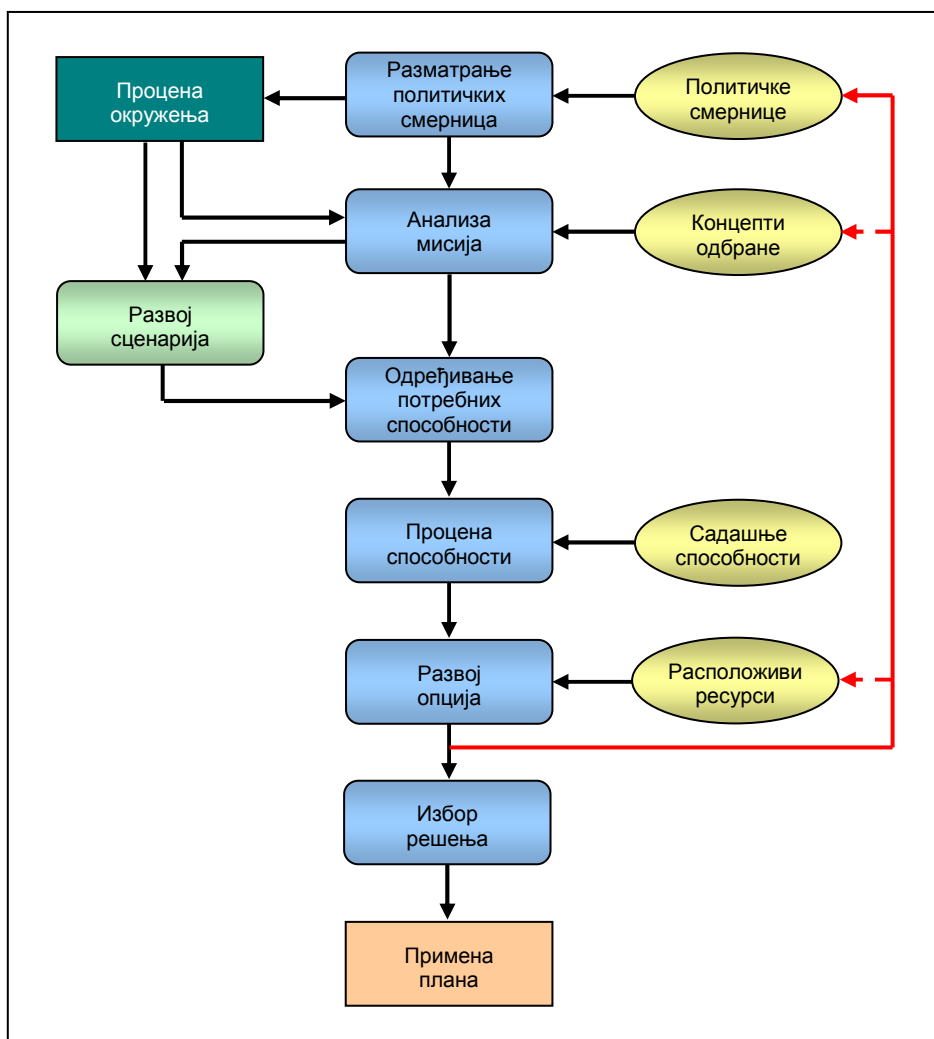 Процена
окружења
Разматрање
политичких
смерница
Политичке
смернице
Анализа
мисија
Концепти
одбране
Развој
сценарија
Одређивање
потребних
способности
Процена
способности
Садашње
способности
Развој
опција
Расположиви
ресурси
Избор
решења
Примена
плана